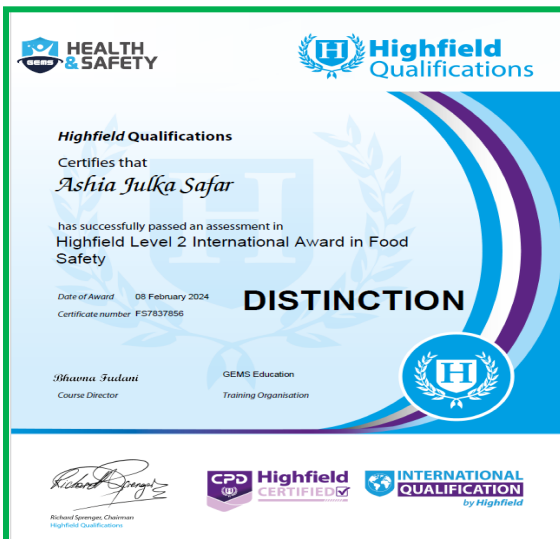 GEMS
HEALTH
& SAFETY
H
Highfield
Qualifications
Highfield Qualifications
Certifies that
Ashia Julka Safar
has successfully passed an assessment in
Highfield Level 2 International Award in Food
Safety
Date of Award 08 February 2024
Certificate number FS7837856
DISTINCTION
Bhavna Fudani
Course Director
GEMS Education
Training Organisation
H
Richard Sprenger
Richard Sprenger, Chairman
Highfield Qualifications
CPD
Highfield
CERTIFIED
INTERNATIONAL
QUALIFICATION
by Highfield